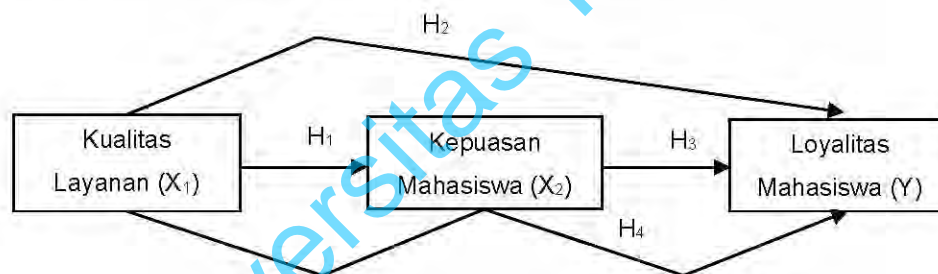 H₂
Kualitas
Layanan (X₁)
H₁
Kepuasan
Mahasiswa (X₂)
H₃
Loyalitas
Mahasiswa (Y)
H₄